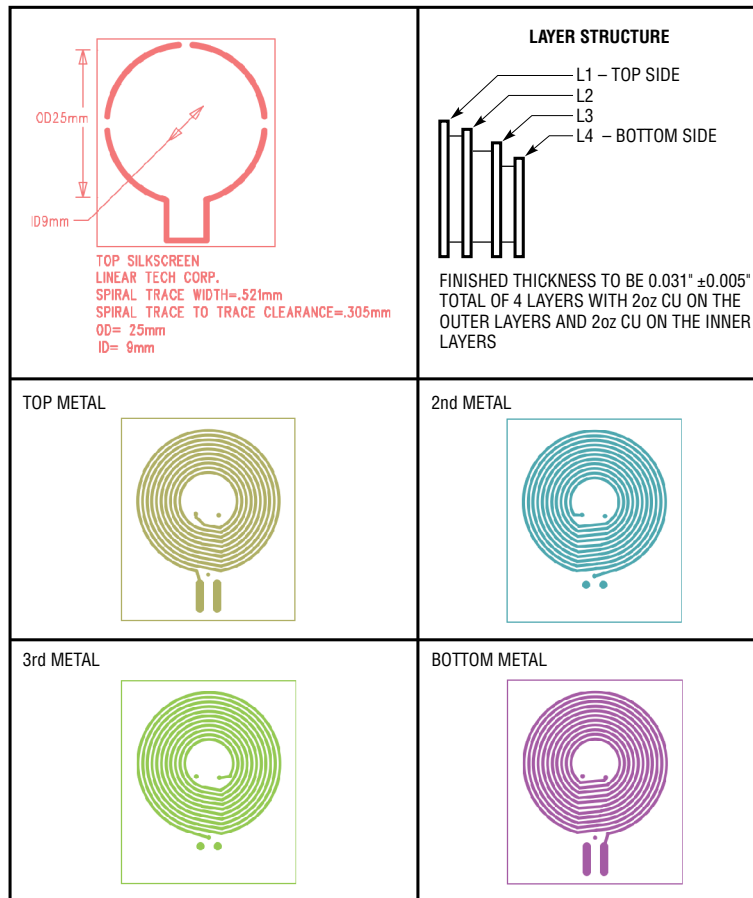 OD25mm
ID9mm
TOP SILKSCREEN
LINEAR TECH CORP.
SPIRAL TRACE WIDTH=.521mm
SPIRAL TRACE TO TRACE CLEARANCE=.305mm
OD= 25mm
ID= 9mm
LAYER STRUCTURE
L1 – TOP SIDE
L2
L3
L4 – BOTTOM SIDE
FINISHED THICKNESS TO BE 0.031" ±0.005"
TOTAL OF 4 LAYERS WITH 2oz CU ON THE
OUTER LAYERS AND 2oz CU ON THE INNER
LAYERS
TOP METAL
2nd METAL
3rd METAL
BOTTOM METAL